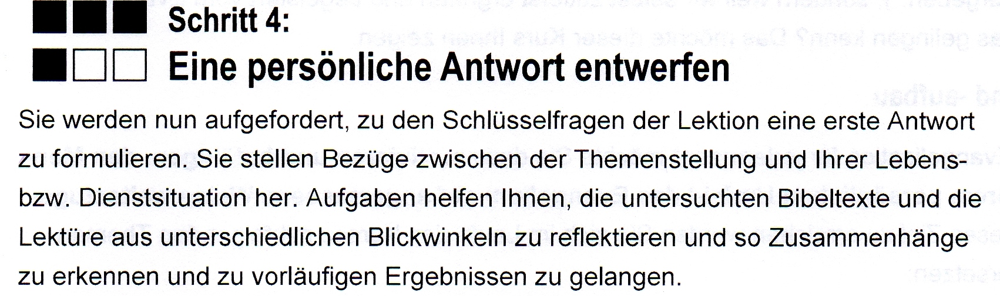 Schritt 4:
Eine persönliche Antwort entwerfen
Sie werden nun aufgefordert, zu den Schlüsselfragen der Lektion eine erste Antwort
zu formulieren. Sie stellen Bezüge zwischen der Themenstellung und Ihrer Lebens-
bzw. Dienstsituation her. Aufgaben helfen Ihnen, die untersuchten Bibeltexte und die
Lektüre aus unterschiedlichen Blickwinkeln zu reflektieren und so Zusammenhänge
zu erkennen und zu vorläufigen Ergebnissen zu gelangen.